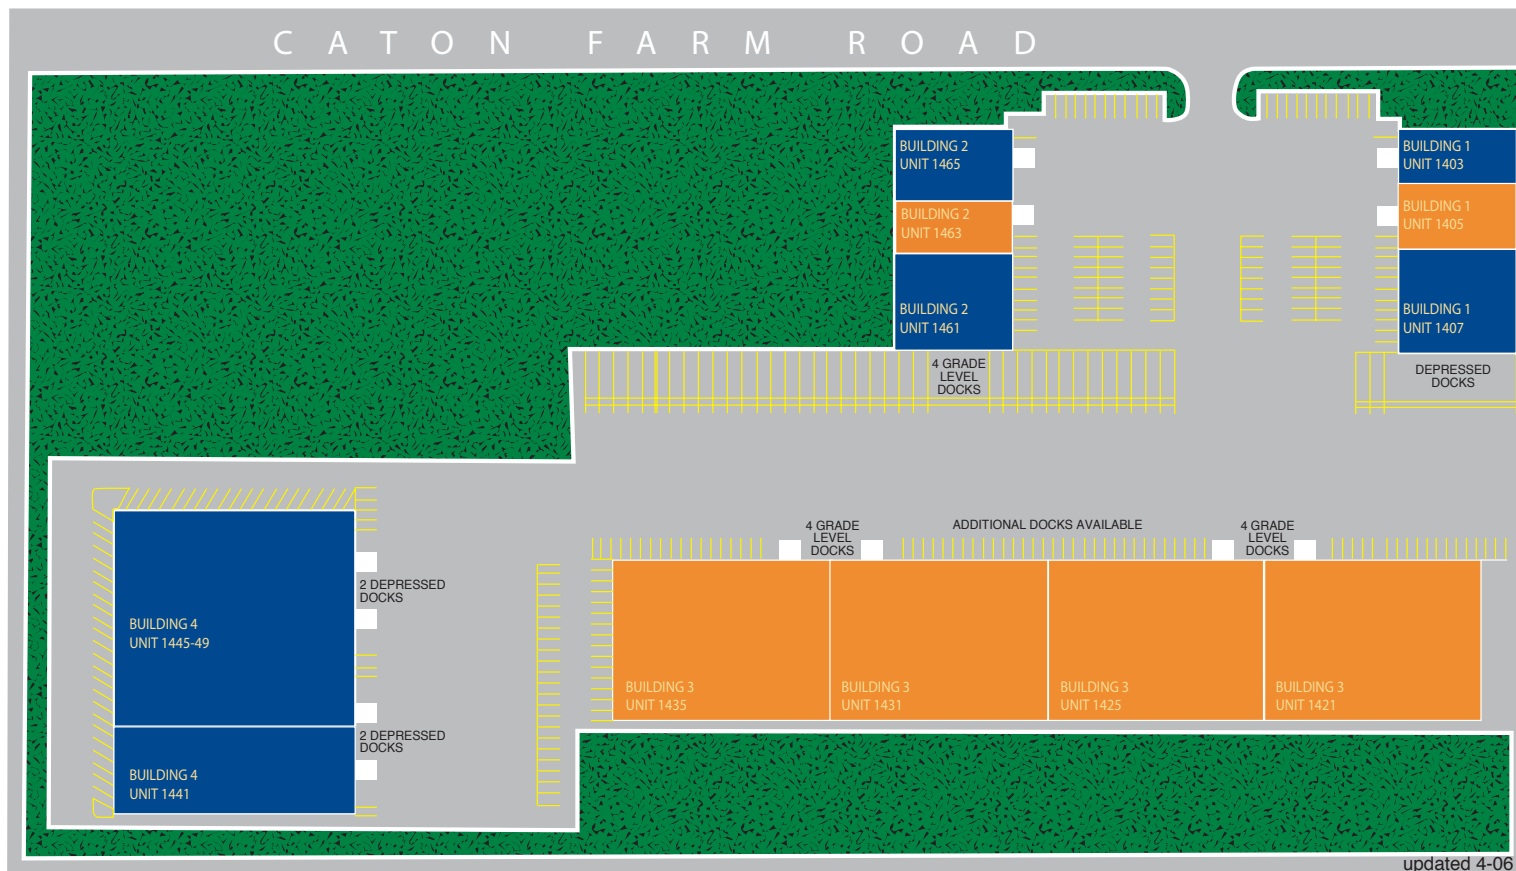 CATON FARM ROAD
BUILDING 2
UNIT 1465
BUILDING 1
UNIT 1403
BUILDING 2
UNIT 1463
BUILDING 1
UNIT 1405
BUILDING 2
UNIT 1461
BUILDING 1
UNIT 1407
4 GRADE
LEVEL
DOCKS
DEPRESSED
DOCKS
4 GRADE
LEVEL
DOCKS
ADDITIONAL DOCKS AVAILABLE
4 GRADE
LEVEL
DOCKS
2 DEPRESSED
DOCKS
BUILDING 4
UNIT 1445-49
BUILDING 3
UNIT 1435
BUILDING 3
UNIT 1431
BUILDING 3
UNIT 1425
BUILDING 3
UNIT 1421
2 DEPRESSED
DOCKS
BUILDING 4
UNIT 1441
updated 4-06